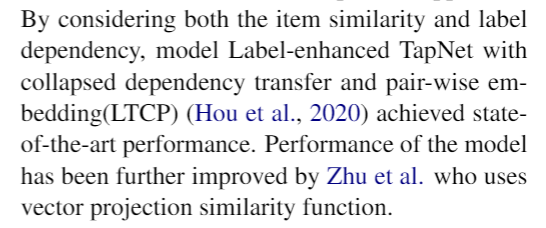 By considering both the item similarity and label
dependency, model Label-enhanced TapNet with
collapsed dependency transfer and pair-wise em-
bedding(LTCP) (Hou et al., 2020) achieved state-
of-the-art performance. Performance of the model
has been further improved by Zhu et al. who uses
vector projection similarity function.